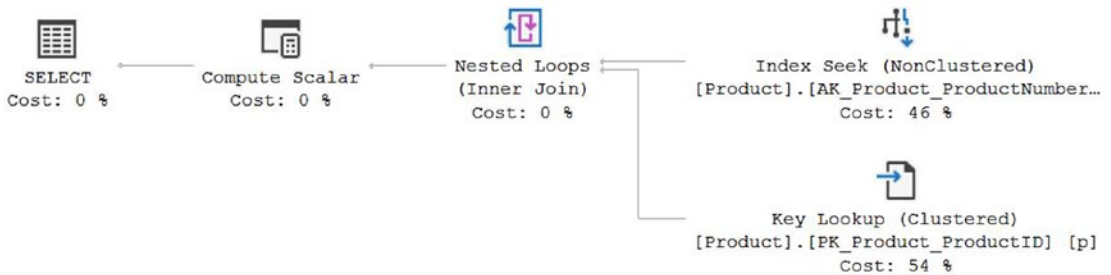 SELECT
Cost: 0 %
Compute Scalar
Cost: 0 %
Nested Loops
(Inner Join)
Cost: 0 %
Index Seek (NonClustered)
[Product].[AK_Product_ProductNumber…
Cost: 46 %
Key Lookup (Clustered)
[Product].[PK_Product_ProductID] [p]
Cost: 54 %